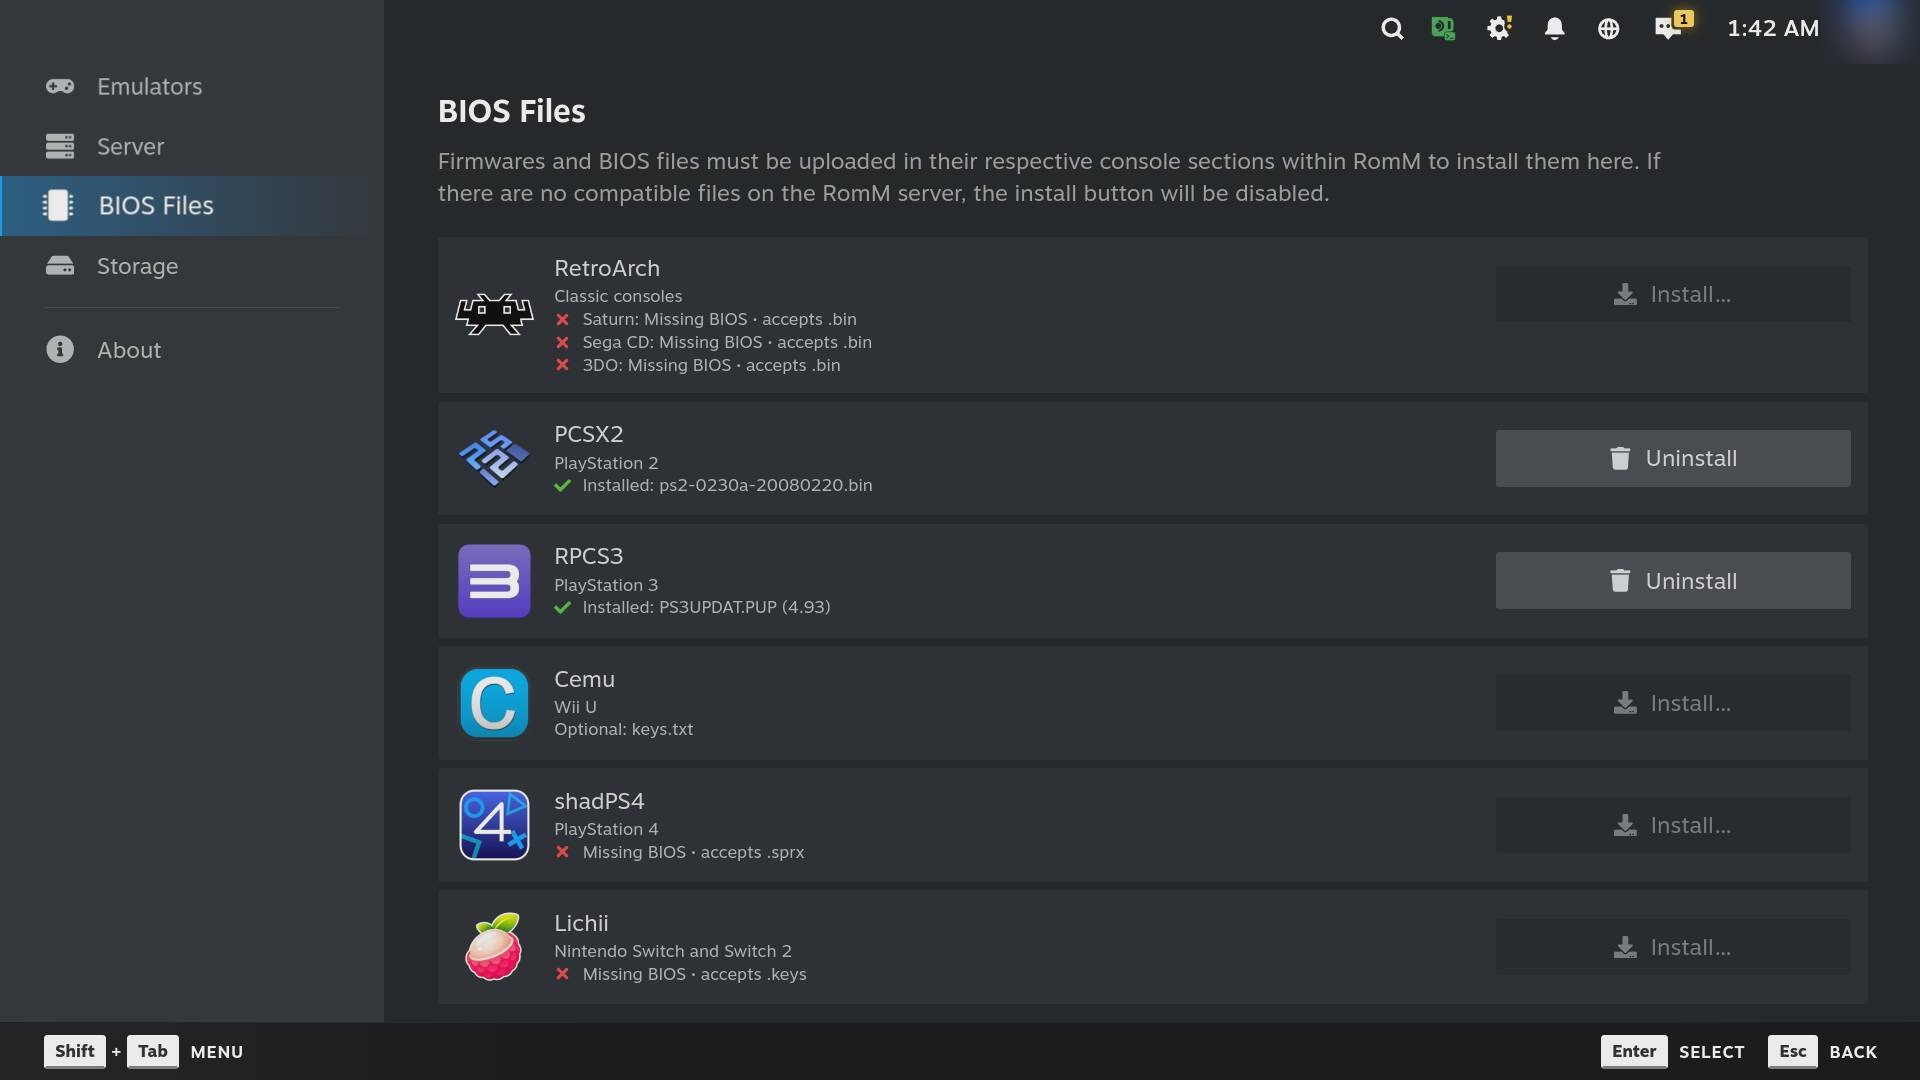 1
1:42 AM
Emulators
Server
BIOS Files
Storage
About
BIOS Files
Firmwares and BIOS files must be uploaded in their respective console sections within RomM to install them here. If
there are no compatible files on the RomM server, the install button will be disabled.
RetroArch
Classic consoles
Saturn: Missing BIOS • accepts .bin
Sega CD: Missing BIOS • accepts .bin
3DO: Missing BIOS • accepts .bin
Install...
PCSX2
PlayStation 2
Installed: ps2-0230a-20080220.bin
Uninstall
RPCS3
PlayStation 3
Installed: PS3UPDAT.PUP (4.93)
Uninstall
Cemu
Wii U
Optional: keys.txt
Install...
shadPS4
PlayStation 4
Missing BIOS • accepts .sprx
Install...
Lichii
Nintendo Switch and Switch 2
Missing BIOS • accepts .keys
Install...
Shift + Tab MENU
Enter SELECT Esc BACK